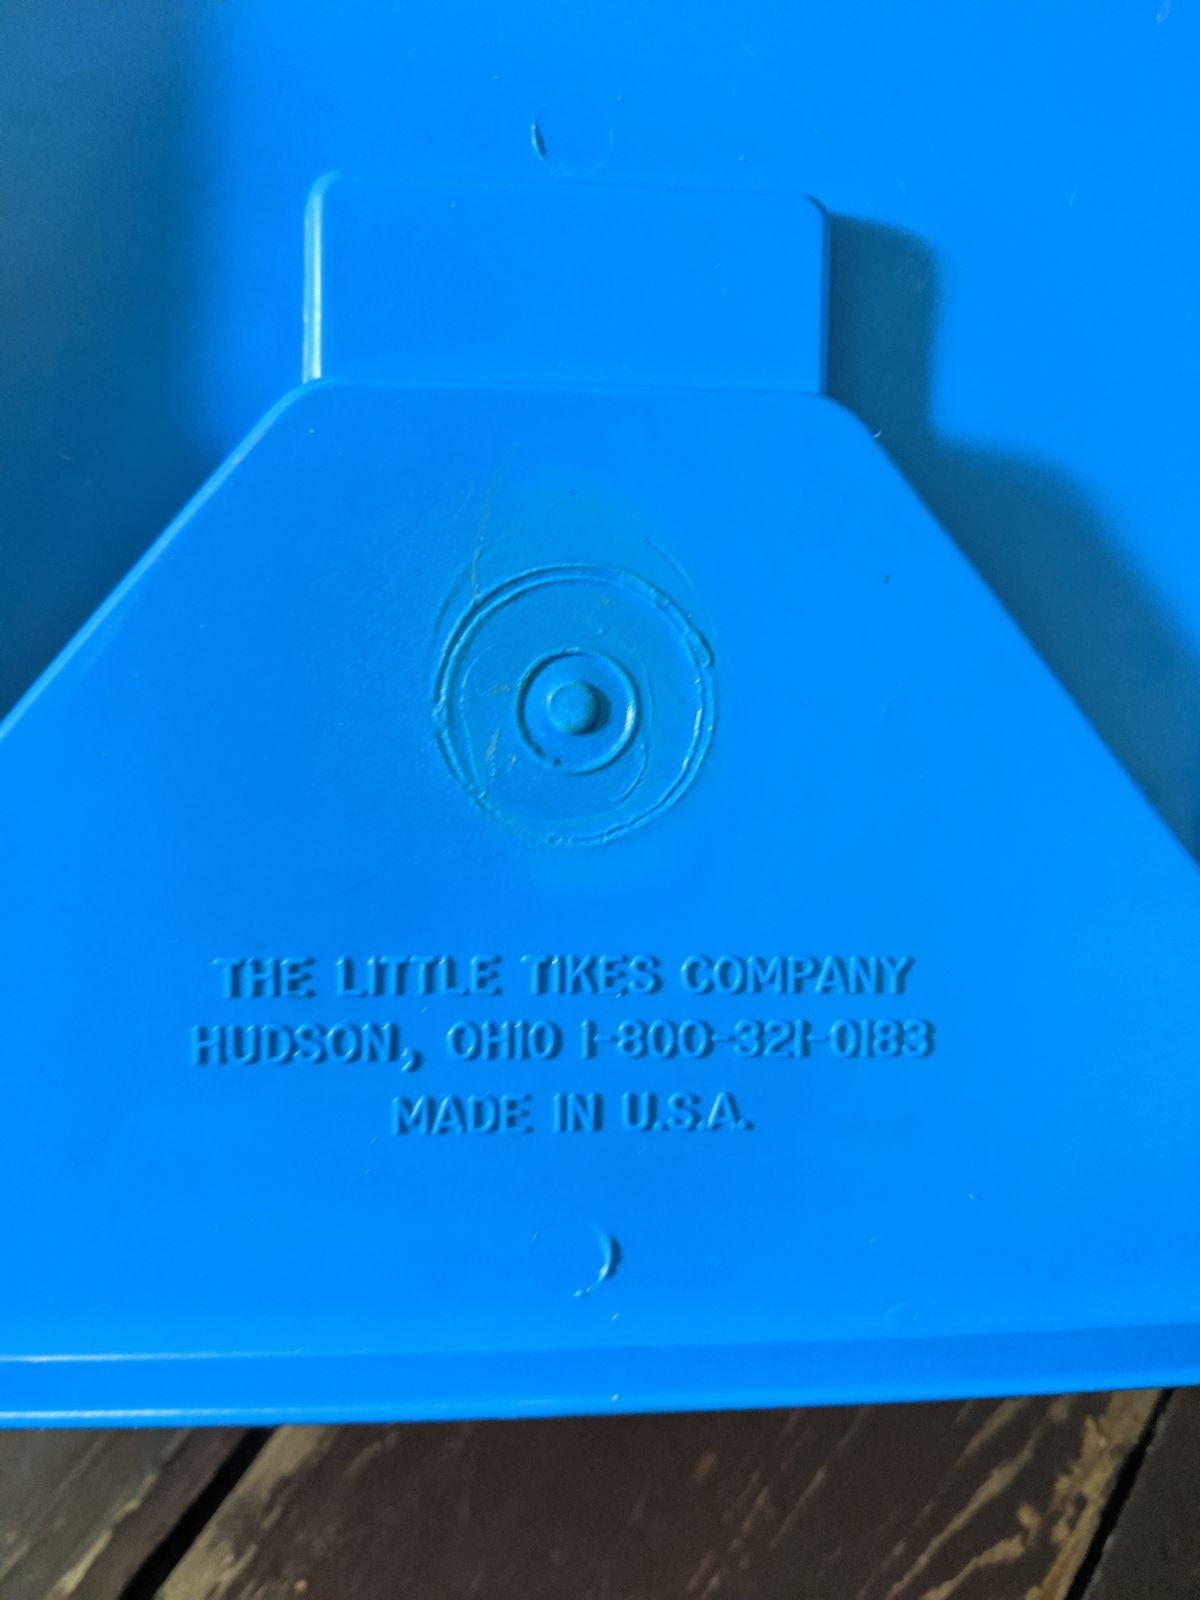 THE LITTLE TIKES COMPANY
HUDSON, OHIO 1-800-321-0183
MADE IN U.S.A.